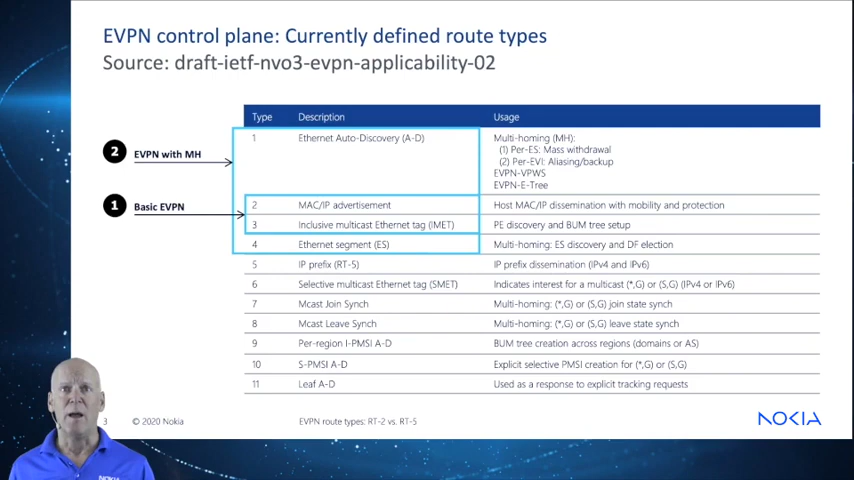 EVPN control plane: Currently defined route types
Source: draft-ietf-nvo3-evpn-applicability-02
Type Description Usage
1 Ethernet Auto-Discovery (A-D) Multi-homing (MH):
(1) Per-ES: Mass withdrawal
(2) Per-EVI: Aliasing/backup
EVPN-VPWS
EVPN-E-Tree
2 EVPN with MH
1 Basic EVPN
2 MAC/IP advertisement Host MAC/IP dissemination with mobility and protection
3 Inclusive multicast Ethernet tag (IMET) PE discovery and BUM tree setup
4 Ethernet segment (ES) Multi-homing: ES discovery and DF election
5 IP prefix (RT-5) IP prefix dissemination (IPv4 and IPv6)
6 Selective multicast Ethernet tag (SMET) Indicates interest for a multicast (*,G) or (S,G) (IPv4 or IPv6)
7 Mcast Join Synch Multi-homing: (*,G) or (S,G) join state synch
8 Mcast Leave Synch Multi-homing: (*,G) or (S,G) leave state synch
9 Per-region I-PMSI A-D BUM tree creation across regions (domains or AS)
10 S-PMSI A-D Explicit selective PMSI creation for (*,G) or (S,G)
11 Leaf A-D Used as a response to explicit tracking requests
3 © 2020 Nokia EVPN route types: RT-2 vs. RT-5
NOKIA
NOKIA